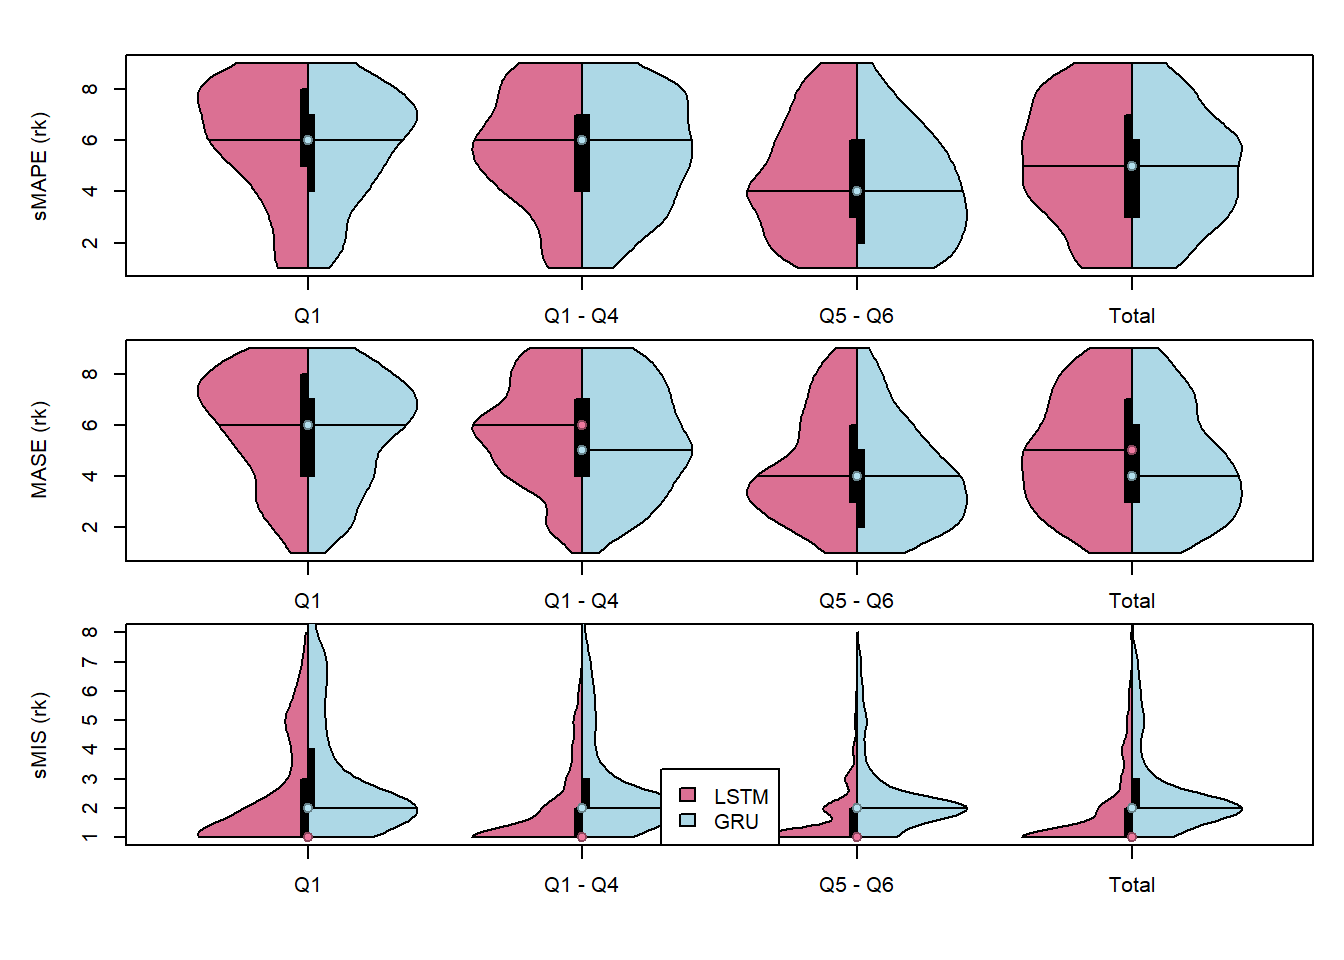 sMAPE (rk)
8
6
4
2
Q1
Q1 - Q4
Q5 - Q6
Total
MASE (rk)
8
6
4
2
Q1
Q1 - Q4
Q5 - Q6
Total
sMIS (rk)
8
7
6
5
4
3
2
1
LSTM
GRU
Q1
Q1 - Q4
Q5 - Q6
Total